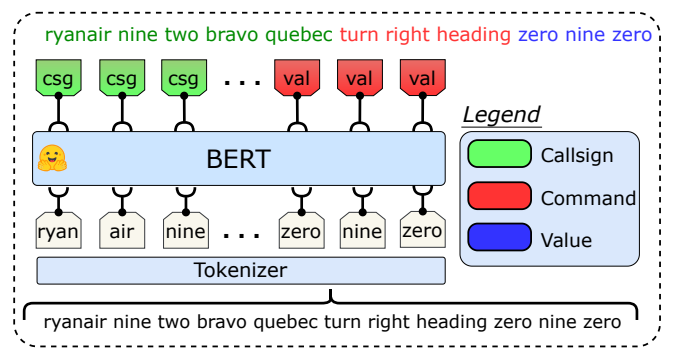 ryanair nine two bravo quebec turn right heading zero nine zero
csg csg csg ... val val val
Legend
BERT
Callsign
Command
Value
ryan air nine ... zero nine zero
Tokenizer
ryanair nine two bravo quebec turn right heading zero nine zero